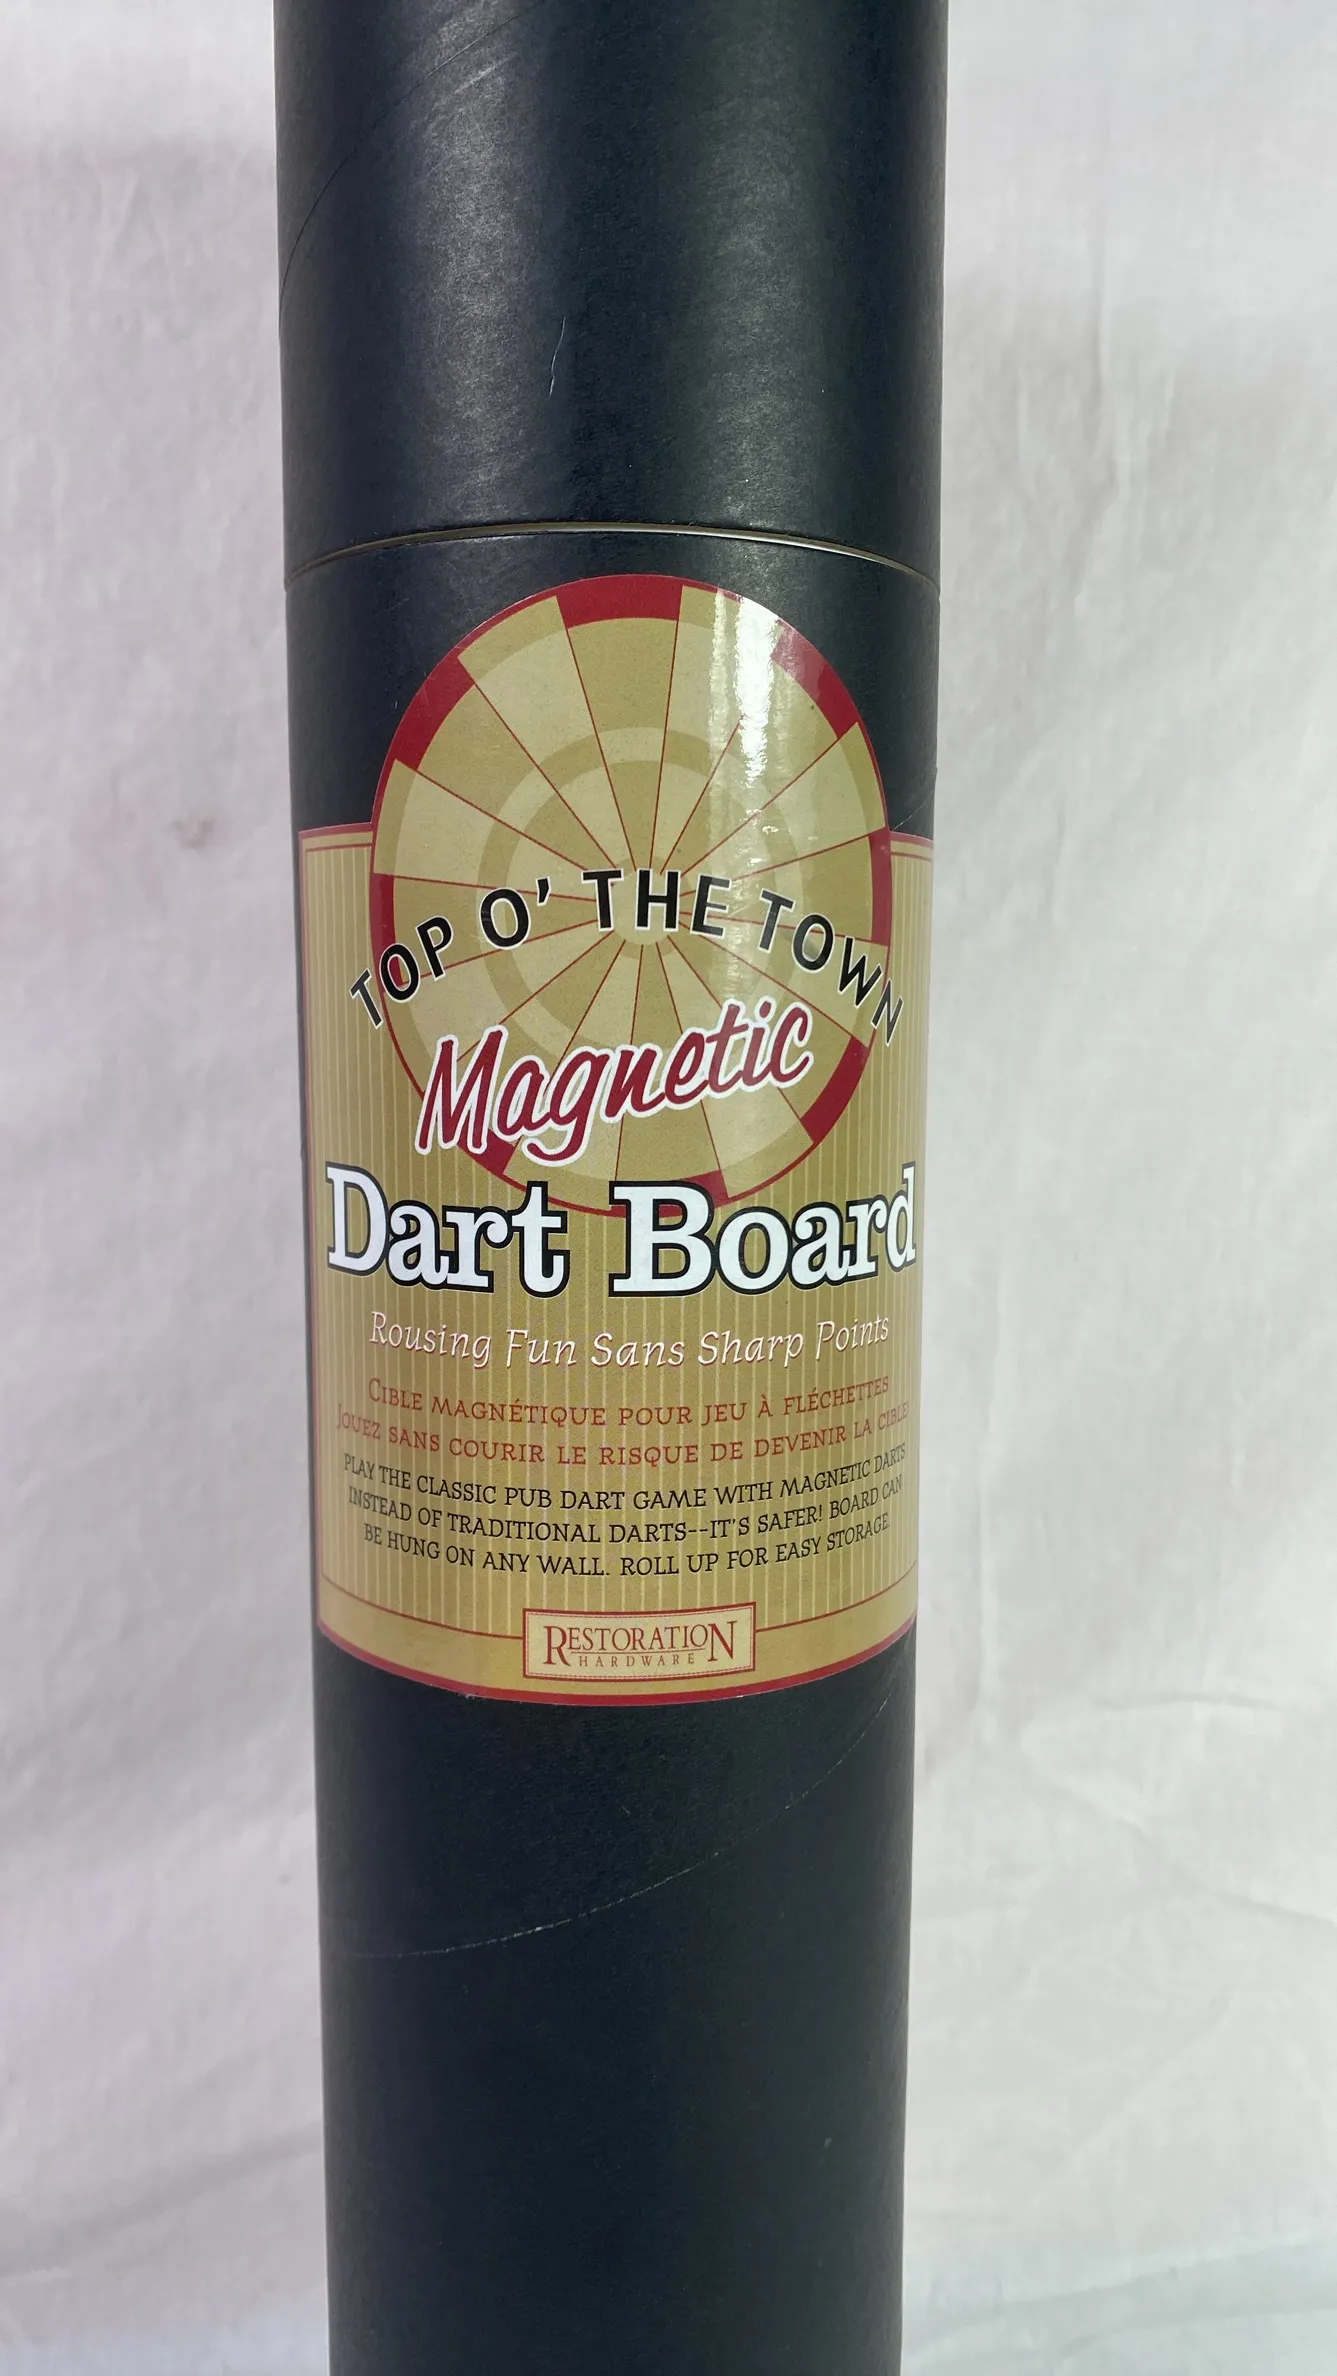 TOP O' THE TOWN
Magnetic
Dart Board
Rousing Fun Sans Sharp Points
CIBLE MAGNÉTIQUE POUR JEU À FLÉCHETTES
JOUEZ SANS COURIR LE RISQUE DE DEVENIR LA CIBLE!
PLAY THE CLASSIC PUB DART GAME WITH MAGNETIC DARTS
INSTEAD OF TRADITIONAL DARTS--IT'S SAFER! BOARD CAN
BE HUNG ON ANY WALL. ROLL UP FOR EASY STORAGE.
RESTORATION
HARDWARE